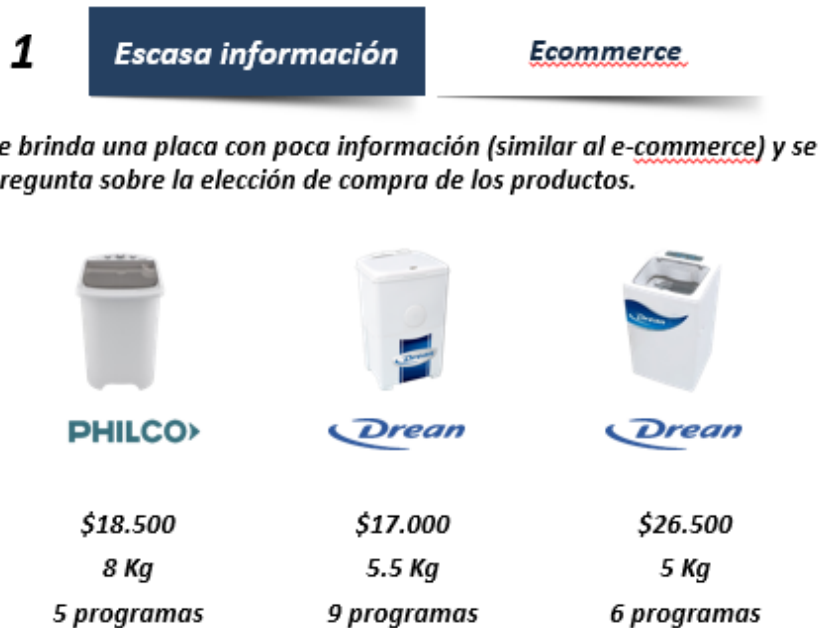 1 Escasa información Ecommerce
e brinda una placa con poca información (similar al e-commerce) y se
regunta sobre la elección de compra de los productos.
Drean Drean
PHILCO Drean Drean
$18.500 $17.000 $26.500
8 Kg 5.5 Kg 5 Kg
5 programas 9 programas 6 programas